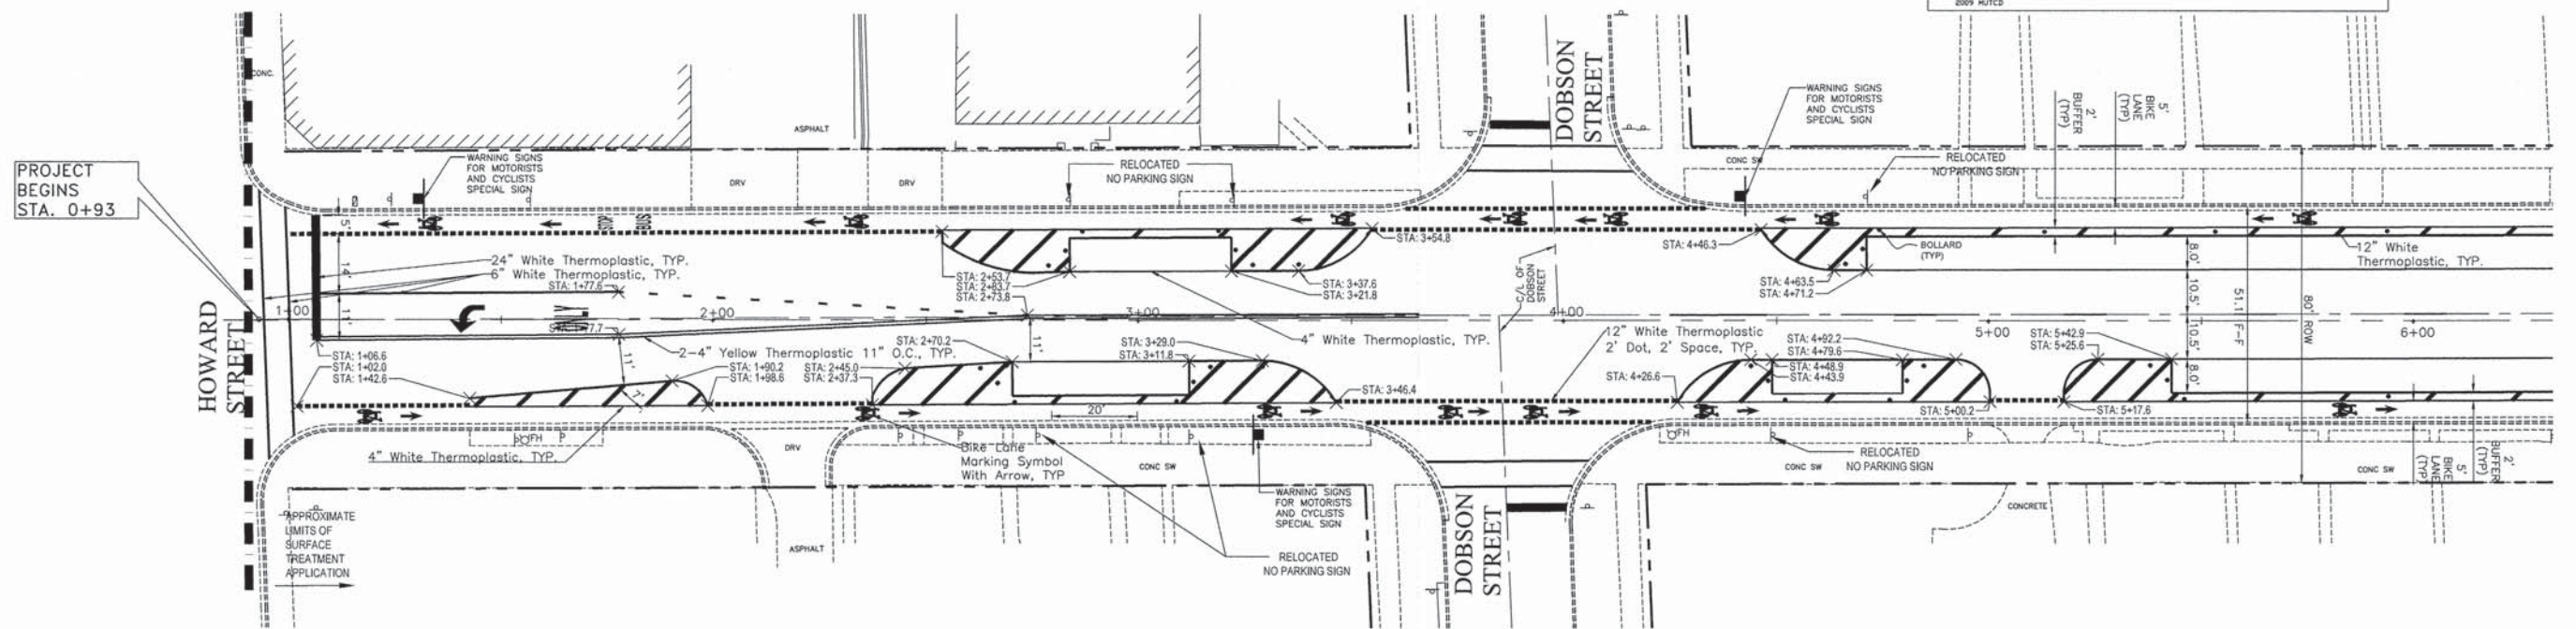 2009 MUTCD
CONC.
ASPHALT
DOBSON
STREET
WARNING SIGNS
FOR MOTORISTS
AND CYCLISTS
SPECIAL SIGN
2'
BUFFER
(TYP)
5'
BIKE
LANE
(TYP)
PROJECT
BEGINS
STA. 0+93
WARNING SIGNS
FOR MOTORISTS
AND CYCLISTS
SPECIAL SIGN
DRV
DRV
RELOCATED
NO PARKING SIGN
CONC SW
RELOCATED
NO PARKING SIGN
5'
STOP
BUS
STA: 3+54.8
STA: 4+46.3
BOLLARD
(TYP)
12" White
Thermoplastic, TYP.
14'
24" White Thermoplastic, TYP.
6" White Thermoplastic, TYP.
STA: 1+77.6
STA: 2+53.7
STA: 2+83.7
STA: 2+73.8
STA: 3+37.6
STA: 3+21.8
C/L OF
DOBSON
STREET
STA: 4+63.5
STA: 4+71.2
8.0'
10.5'
51.1' F-F
80' ROW
HOWARD
STREET
1+00
11'
2+00
3+00
4+00
5+00
6+00
STA: 1+77.7
2-4" Yellow Thermoplastic 11" O.C., TYP.
4" White Thermoplastic, TYP.
12" White Thermoplastic
2' Dot, 2' Space, TYP.
10.5'
8.0'
STA: 1+06.6
STA: 1+02.0
STA: 1+42.6
11'
7'
STA: 1+90.2
STA: 1+98.6
STA: 2+70.2
STA: 2+45.0
STA: 2+37.3
11'
STA: 3+29.0
STA: 3+11.8
STA: 3+46.4
STA: 4+26.6
STA: 4+92.2
STA: 4+79.6
STA: 4+48.9
STA: 4+43.9
STA: 5+42.9
STA: 5+25.6
STA: 5+00.2
STA: 5+17.6
20'
FH
4" White Thermoplastic, TYP.
DRV
Bike Lane
Marking Symbol
With Arrow, TYP
CONC SW
FH
CONC SW
RELOCATED
NO PARKING SIGN
CONC SW
5'
BIKE
LANE
(TYP)
2'
BUFFER
(TYP)
APPROXIMATE
LIMITS OF
SURFACE
TREATMENT
APPLICATION
ASPHALT
WARNING SIGNS
FOR MOTORISTS
AND CYCLISTS
SPECIAL SIGN
RELOCATED
NO PARKING SIGN
DOBSON
STREET
CONCRETE